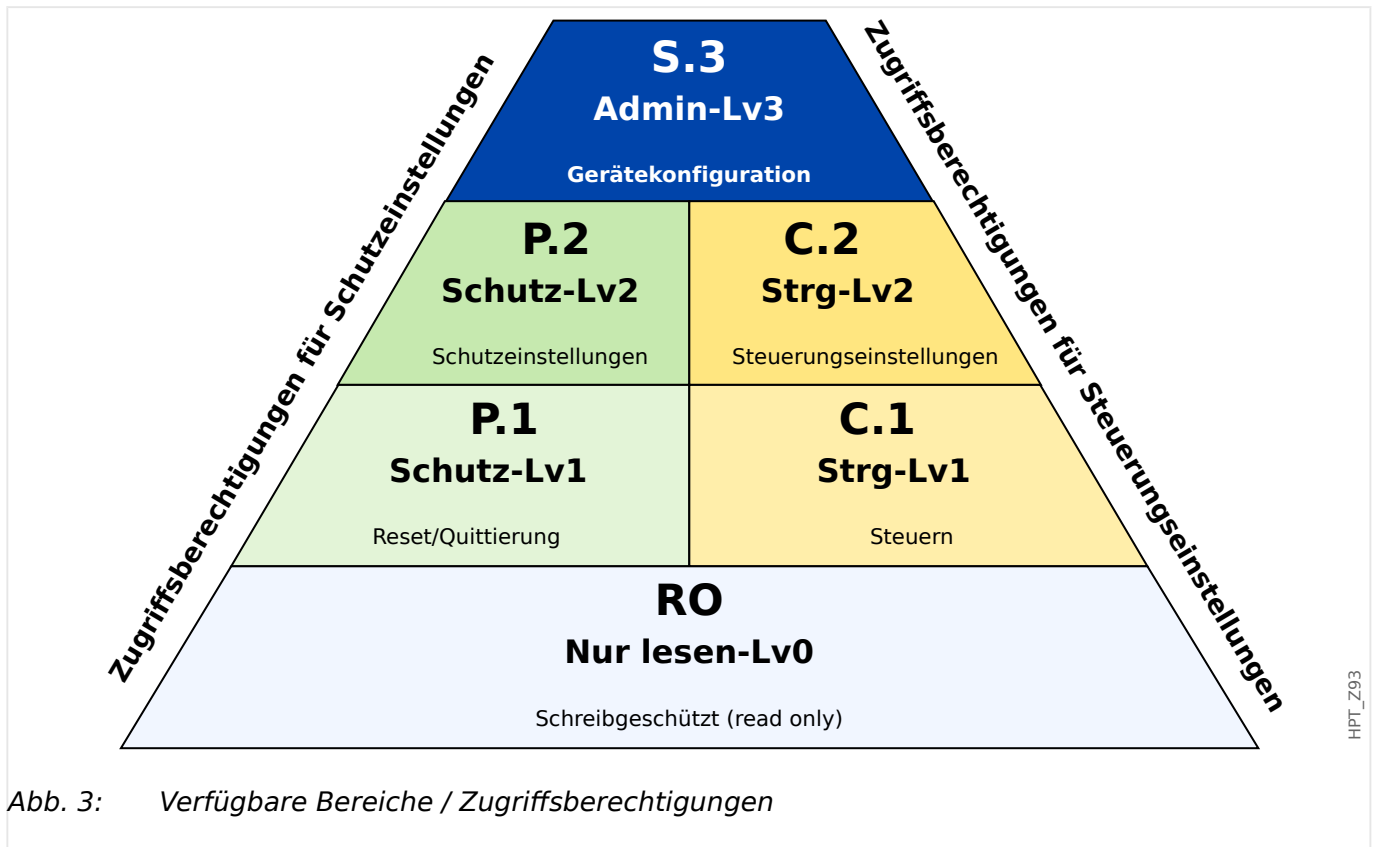 Zugriffsberechtigungen für Schutzeinstellungen
Zugriffsberechtigungen für Steuerungseinstellungen
S.3
Admin-Lv3
Gerätekonfiguration
P.2
Schutz-Lv2
Schutzeinstellungen
C.2
Strg-Lv2
Steuerungseinstellungen
P.1
Schutz-Lv1
Reset/Quittierung
C.1
Strg-Lv1
Steuern
RO
Nur lesen-Lv0
Schreibgeschützt (read only)
HPT_Z93
Abb. 3: Verfügbare Bereiche / Zugriffsberechtigungen